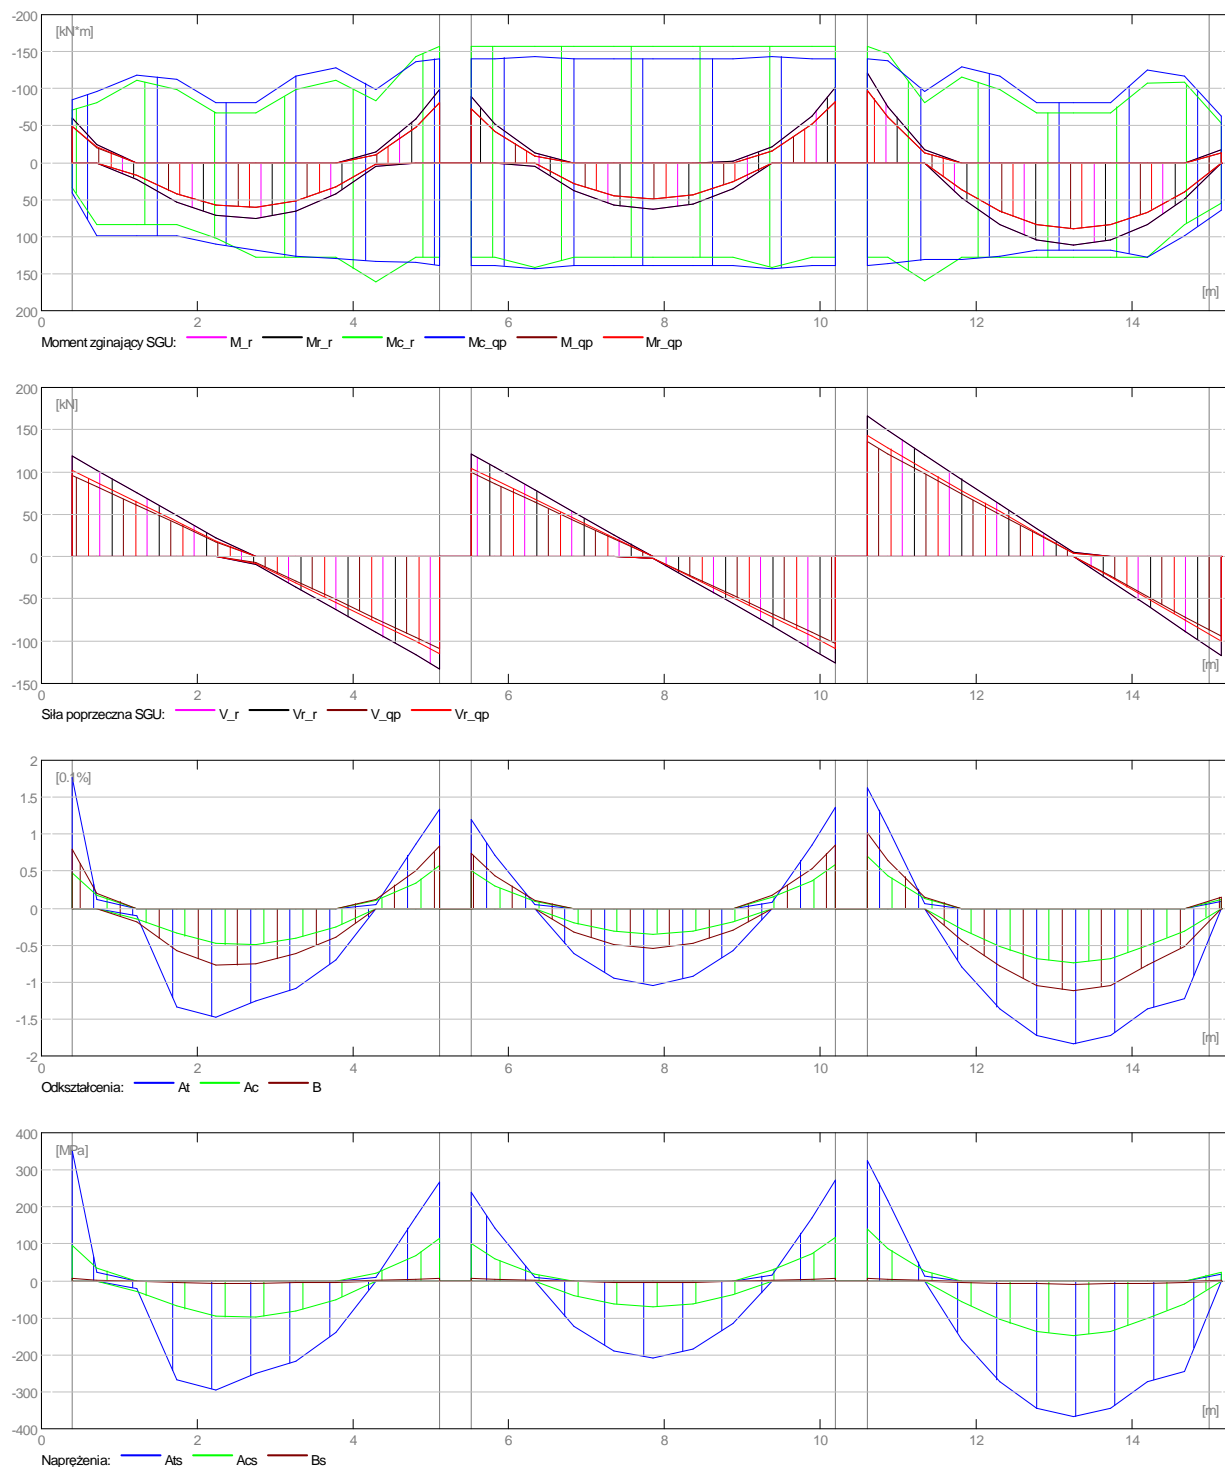 -200
[kN*m]
-150
-100
-50
0
50
100
150
[m]
200
0 2 4 6 8 10 12 14
Moment zginający SGU: M_r Mr_r Mc_r Mc_qp M_qp Mr_qp
200
[kN]
150
100
50
0
-50
-100
[m]
-150
0 2 4 6 8 10 12 14
Siła poprzeczna SGU: V_r Vr_r V_qp Vr_qp
2
[0.1%]
1.5
1
0.5
0
-0.5
-1
-1.5
[m]
-2
0 2 4 6 8 10 12 14
Odkształcenia: At Ac B
400
[MPa]
300
200
100
0
-100
-200
-300
[m]
-400
0 2 4 6 8 10 12 14
Naprężenia: Ats Acs Bs